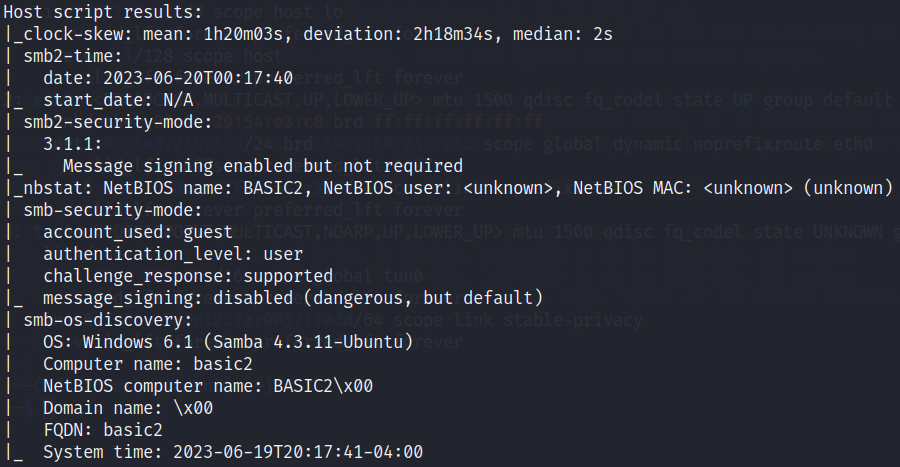 Host script results:
|_clock-skew: mean: 1h20m03s, deviation: 2h18m34s, median: 2s
| smb2-time:
|   date: 2023-06-20T00:17:40
|_  start_date: N/A
| smb2-security-mode:
|   3.1.1:
|_    Message signing enabled but not required
|_nbstat: NetBIOS name: BASIC2, NetBIOS user: <unknown>, NetBIOS MAC: <unknown> (unknown)
| smb-security-mode:
|   account_used: guest
|   authentication_level: user
|   challenge_response: supported
|_  message_signing: disabled (dangerous, but default)
| smb-os-discovery:
|   OS: Windows 6.1 (Samba 4.3.11-Ubuntu)
|   Computer name: basic2
|   NetBIOS computer name: BASIC2\x00
|   Domain name: \x00
|   FQDN: basic2
|_  System time: 2023-06-19T20:17:41-04:00